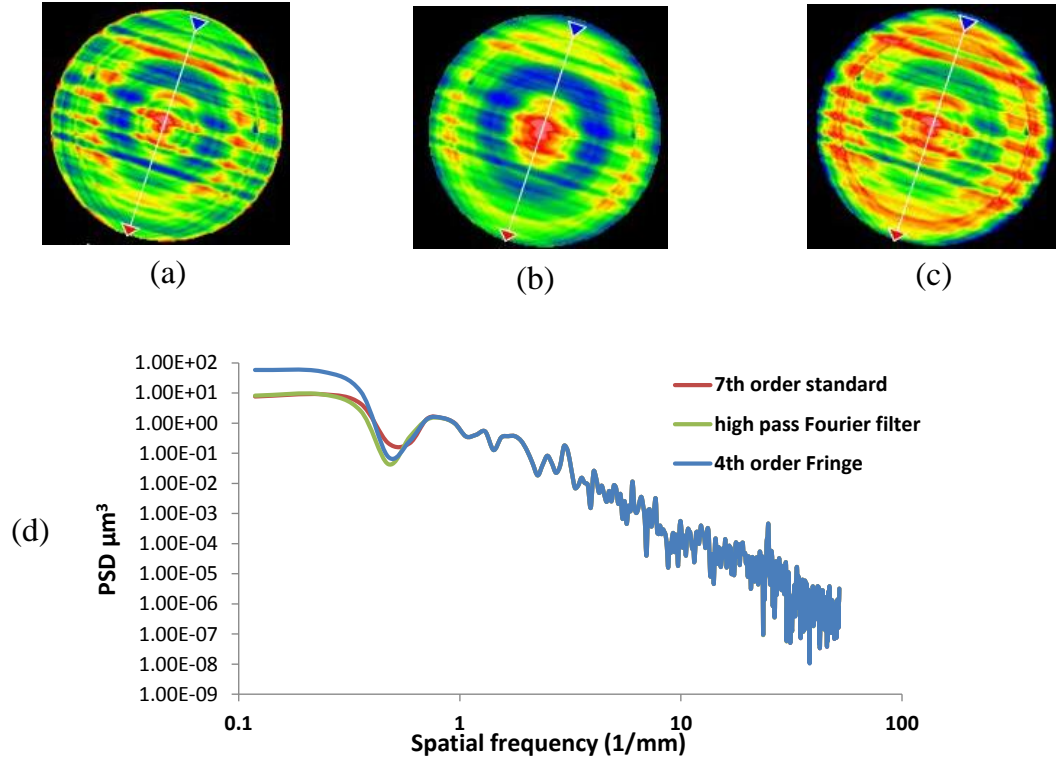 (a)
(b)
(c)
(d)
PSD µm³
1.00E+02
1.00E+01
1.00E+00
1.00E-01
1.00E-02
1.00E-03
1.00E-04
1.00E-05
1.00E-06
1.00E-07
1.00E-08
1.00E-09
7th order standard
high pass Fourier filter
4th order Fringe
0.1
1
10
100
Spatial frequency (1/mm)